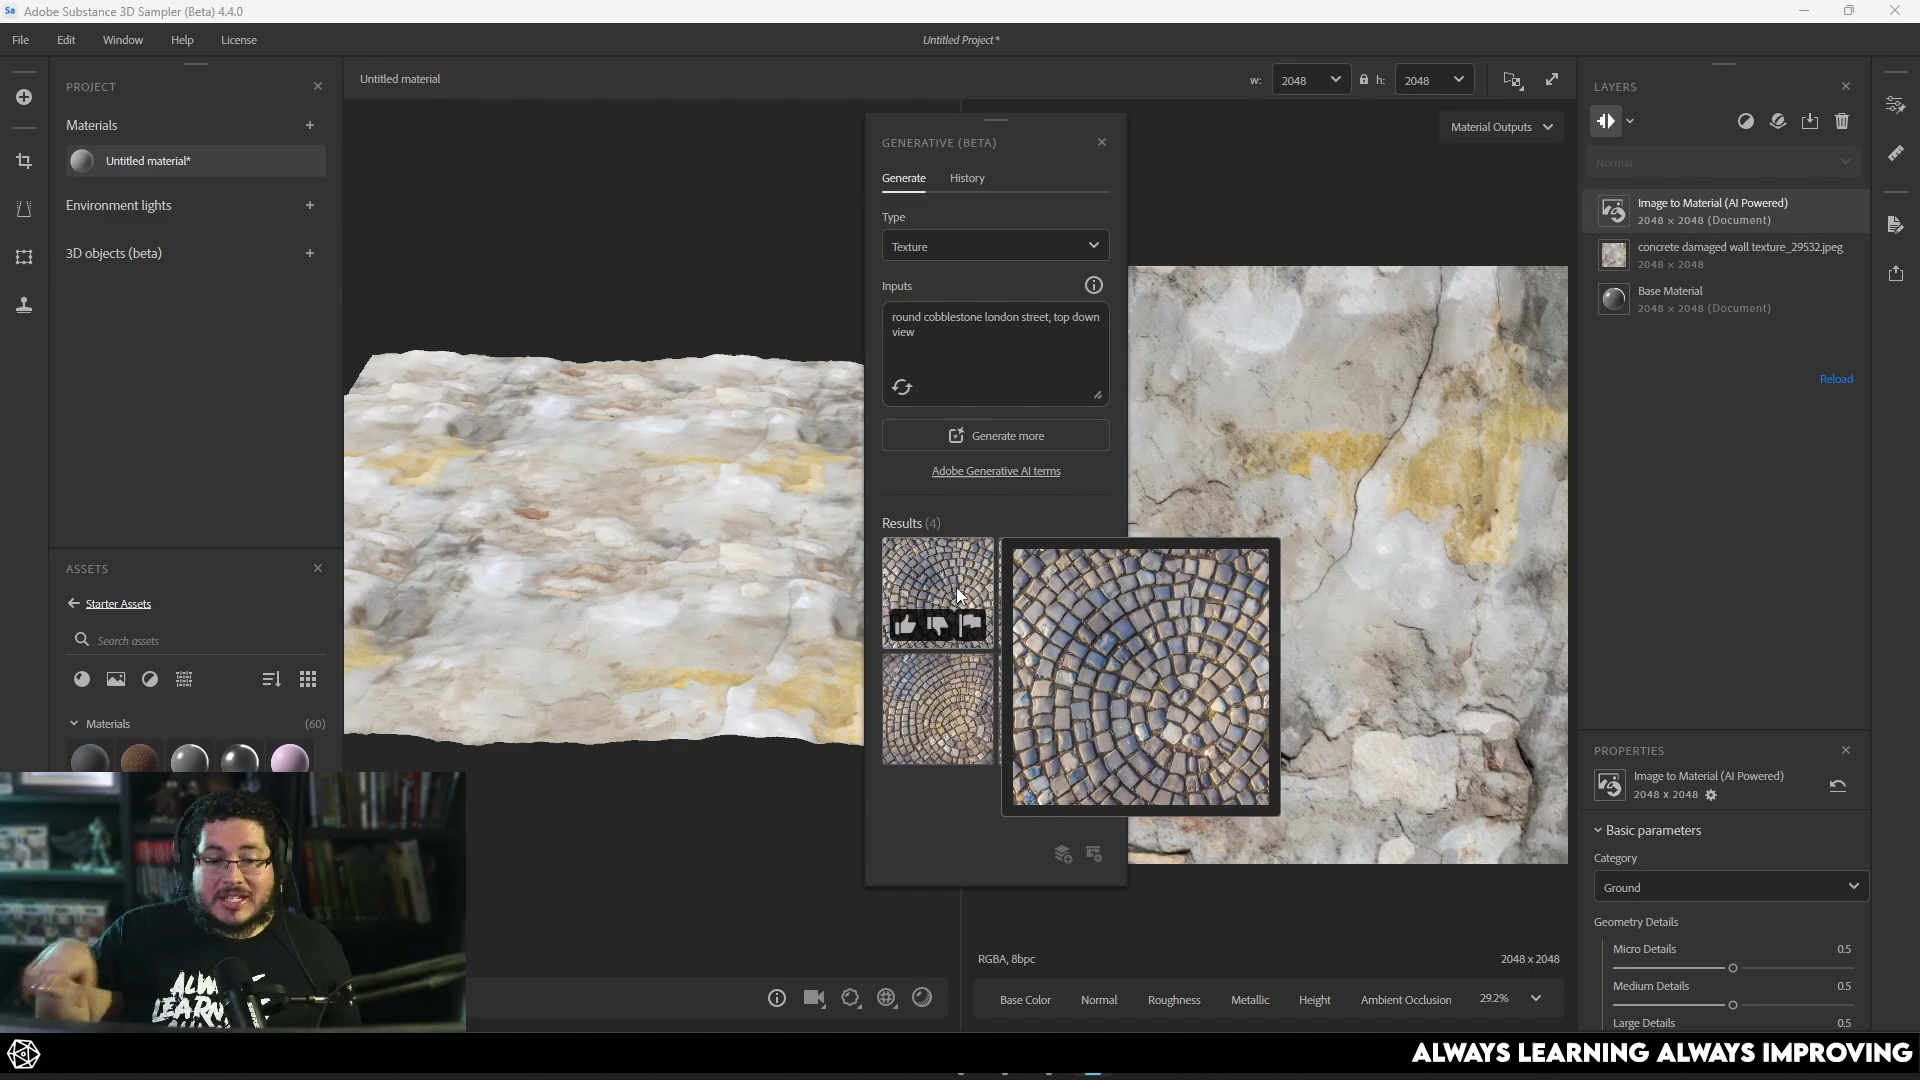 Sa Adobe Substance 3D Sampler (Beta) 4.4.0
File Edit Window Help License
Untitled Project*
PROJECT
Materials
Untitled material*
Environment lights
3D objects (beta)
ASSETS
Starter Assets
Search assets
Materials (60)
Untitled material
w: 2048 h: 2048
Material Outputs
GENERATIVE (BETA)
Generate History
Type
Texture
Inputs
round cobblestone london street, top down
view
Generate more
Adobe Generative AI terms
Results (4)
RGBA, 8bpc
2048 x 2048
Base Color Normal Roughness Metallic Height Ambient Occlusion 29.2%
LAYERS
Normal
Image to Material (AI Powered)
2048 x 2048 (Document)
concrete damaged wall texture_29532.jpeg
2048 x 2048
Base Material
2048 x 2048 (Document)
Reload
PROPERTIES
Image to Material (AI Powered)
2048 x 2048
Basic parameters
Category
Ground
Geometry Details
Micro Details 0.5
Medium Details 0.5
Large Details 0.5
ALWAYS LEARNING ALWAYS IMPROVING